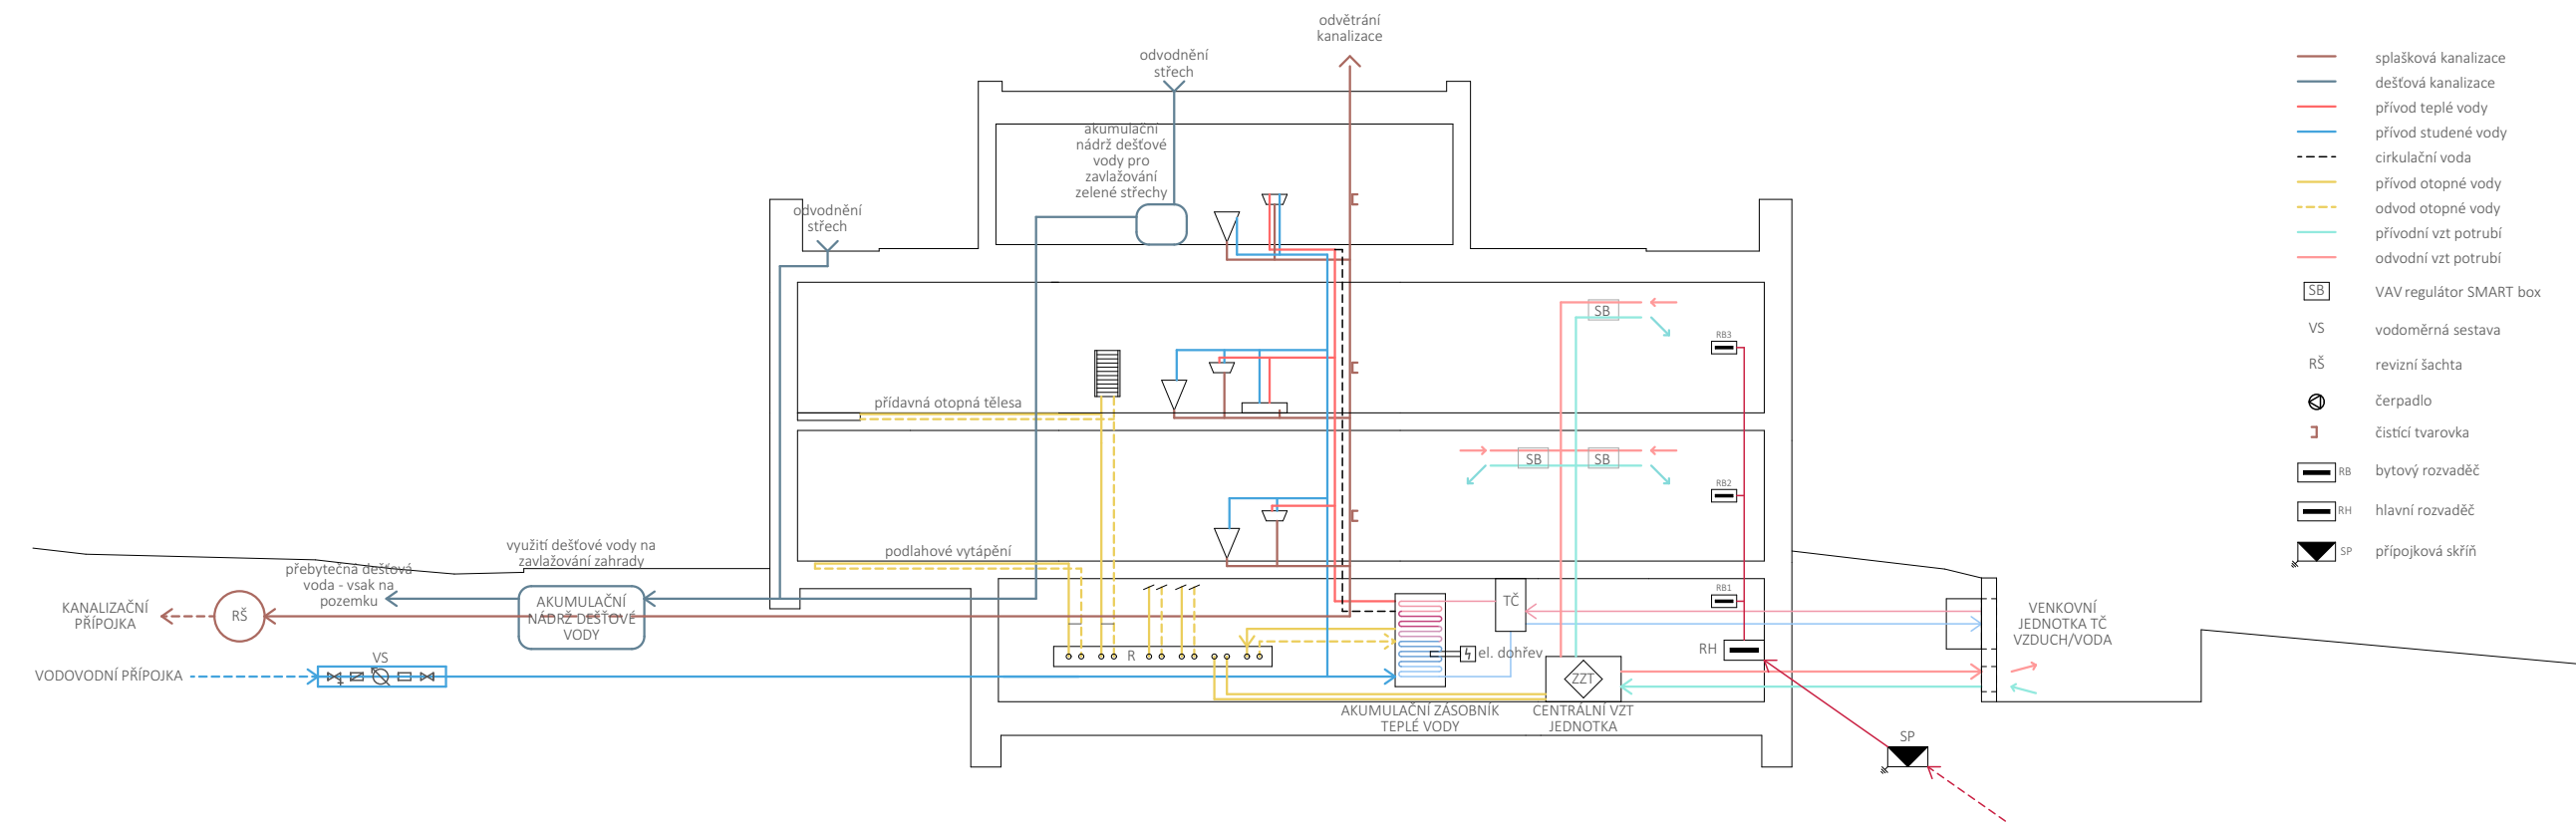 odvětrání
kanalizace
odvodnění
střech
akumulační
nádrž dešťové
vody pro
zavlažování
zelené střechy
odvodnění
střech
přídavná otopná tělesa
podlahové vytápění
využití dešťové vody na
zavlažování zahrady
přebytečná dešťová
voda - vsak na
pozemku
KANALIZAČNÍ
PŘÍPOJKA
RŠ
AKUMULAČNÍ
NÁDRŽ DEŠŤOVÉ
VODY
VODOVODNÍ PŘÍPOJKA
VS
R
TČ
el. dohřev
ZZT
AKUMULAČNÍ ZÁSOBNÍK
TEPLÉ VODY
CENTRÁLNÍ VZT
JEDNOTKA
SB
SB
SB
RB3
RB2
RB1
RH
SP
VENKOVNÍ
JEDNOTKA TČ
VZDUCH/VODA
splašková kanalizace
dešťová kanalizace
přívod teplé vody
přívod studené vody
cirkulační voda
přívod otopné vody
odvod otopné vody
přívodní vzt potrubí
odvodní vzt potrubí
SB VAV regulátor SMART box
VS vodoměrná sestava
RŠ revizní šachta
čerpadlo
čistící tvarovka
RB bytový rozvaděč
RH hlavní rozvaděč
SP přípojková skříň